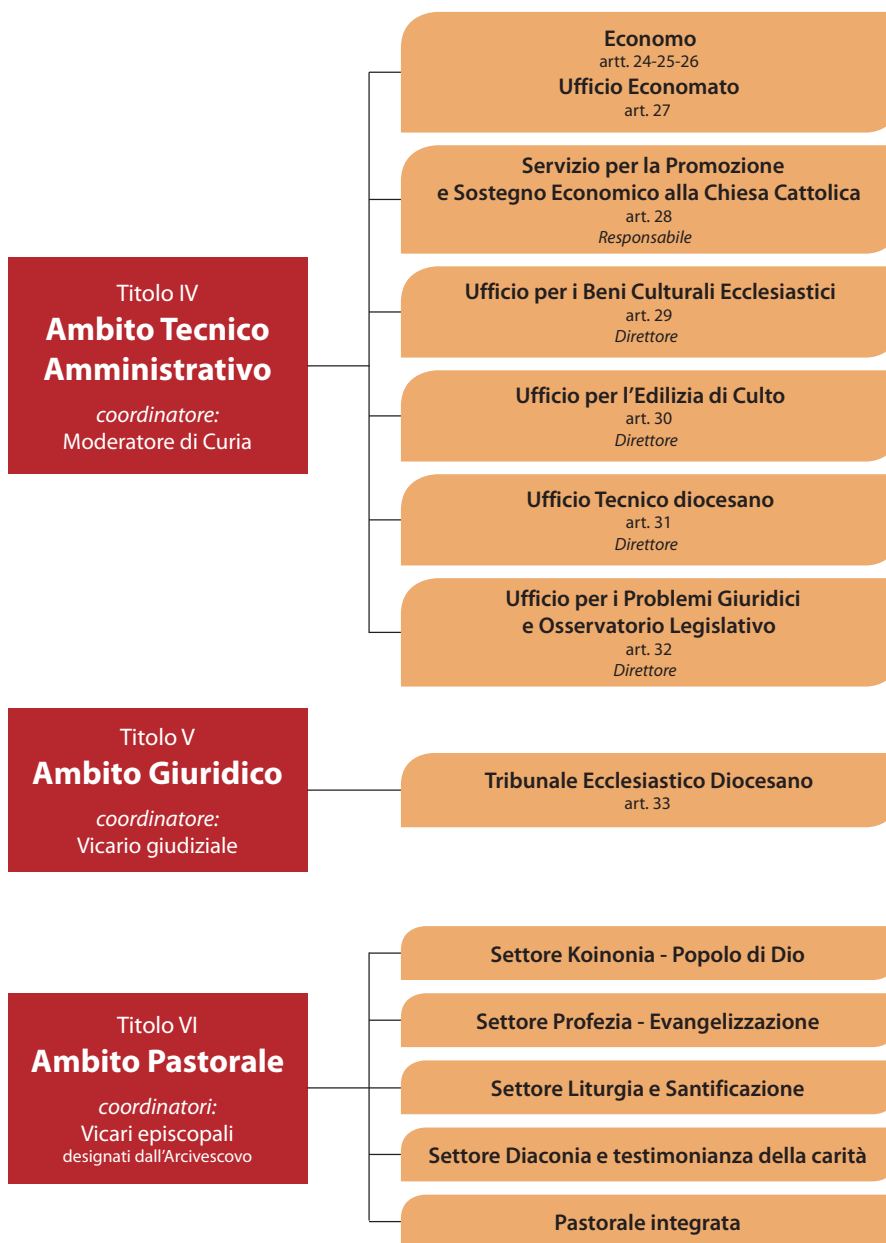 Titolo IV
Ambito Tecnico
Amministrativo
coordinatore:
Moderatore di Curia
Economo
artt. 24-25-26
Ufficio Economato
art. 27
Servizio per la Promozione
e Sostegno Economico alla Chiesa Cattolica
art. 28
Responsabile
Ufficio per i Beni Culturali Ecclesiastici
art. 29
Direttore
Ufficio per l'Edilizia di Culto
art. 30
Direttore
Ufficio Tecnico diocesano
art. 31
Direttore
Ufficio per i Problemi Giuridici
e Osservatorio Legislativo
art. 32
Direttore
Titolo V
Ambito Giuridico
coordinatore:
Vicario giudiziale
Tribunale Ecclesiastico Diocesano
art. 33
Titolo VI
Ambito Pastorale
coordinatori:
Vicari episcopali
designati dall'Arcivescovo
Settore Koinonia - Popolo di Dio
Settore Profezia - Evangelizzazione
Settore Liturgia e Santificazione
Settore Diaconia e testimonianza della carità
Pastorale integrata